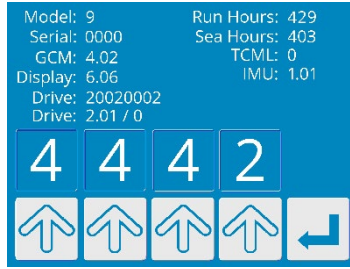 Model: 9 Run Hours: 429
Serial: 0000 Sea Hours: 403
GCM: 4.02 TCML: 0
Display: 6.06 IMU: 1.01
Drive: 20020002
Drive: 2.01 / 0
4 4 4 2